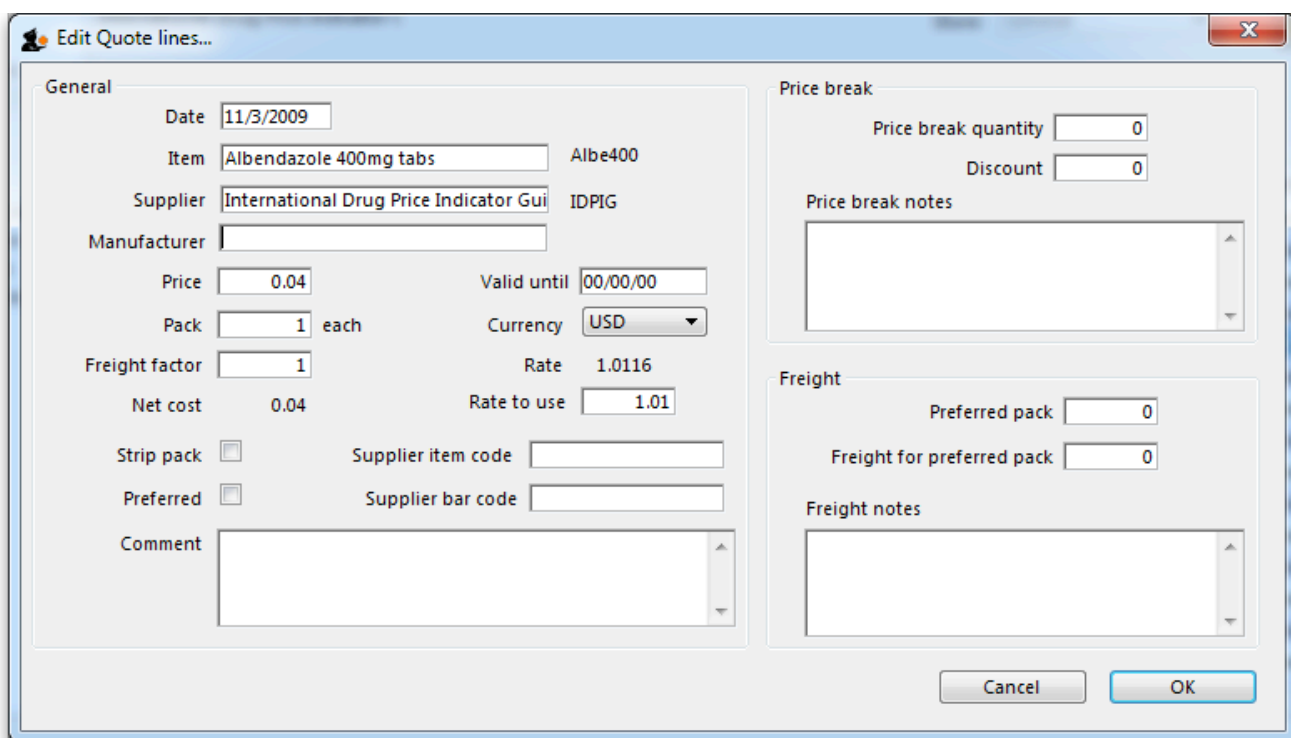 Edit Quote lines...
General
Date 11/3/2009
Item Albendazole 400mg tabs Albe400
Supplier International Drug Price Indicator Gui IDPIG
Manufacturer
Price 0.04 Valid until 00/00/00
Pack 1 each Currency USD
Freight factor 1 Rate 1.0116
Net cost 0.04 Rate to use 1.01
Strip pack Supplier item code
Preferred Supplier bar code
Comment
Price break
Price break quantity 0
Discount 0
Price break notes
Freight
Preferred pack 0
Freight for preferred pack 0
Freight notes
Cancel OK